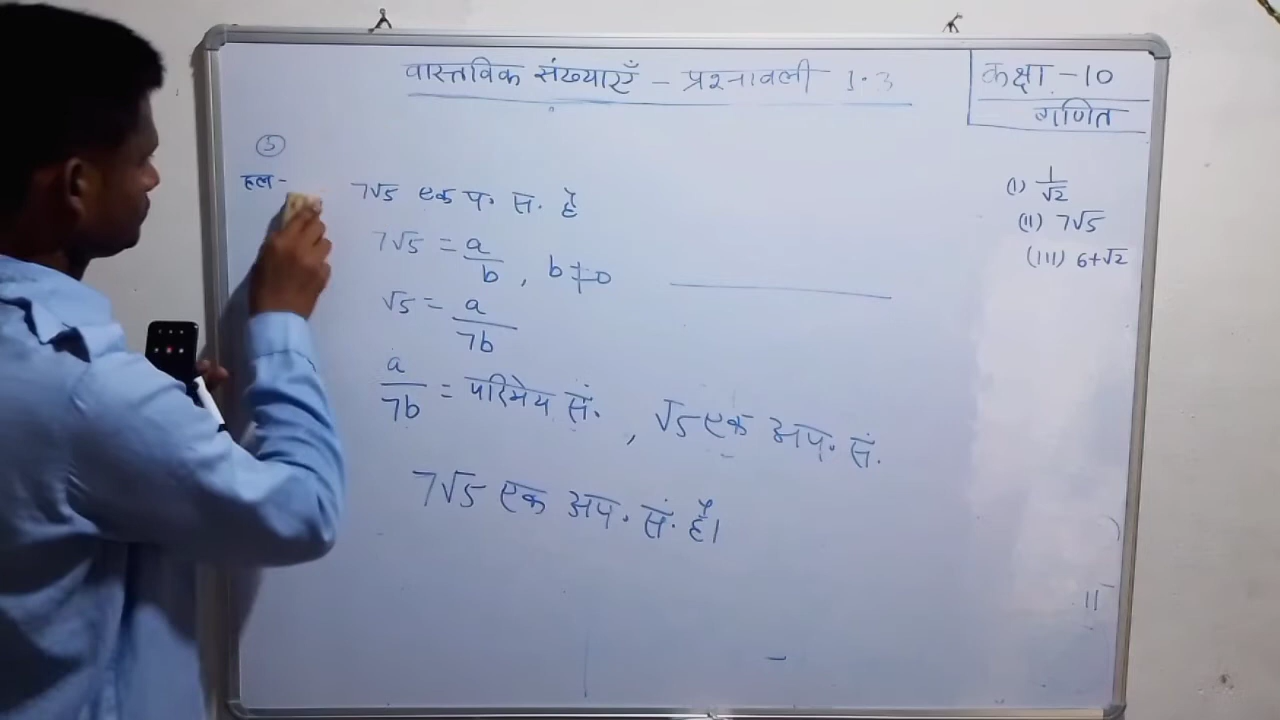 वास्तविक संख्याएँ - प्रश्नावली 1.3
कक्षा - 10
गणित
(5)
हल -
7√5 एक प. सं. है
7√5 = a/b, b ≠ 0
√5 = a/7b
a/7b = परिमेय सं. , √5 एक अप. सं.
7√5 एक अप. सं. है।
(I) 1/√2
(II) 7√5
(III) 6+√2